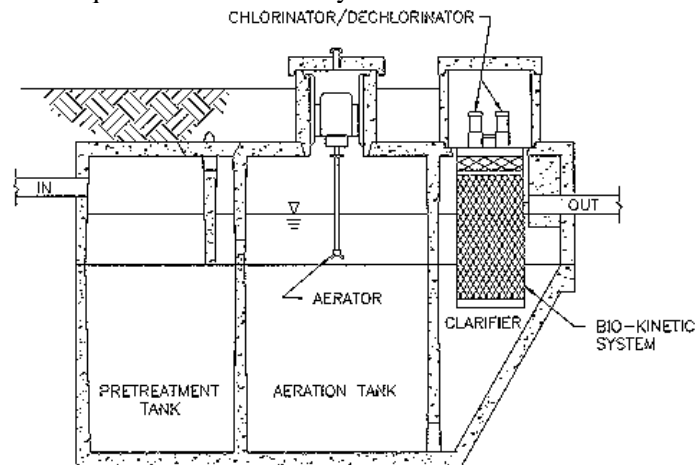 CHLORINATOR/DECHLORINATOR
IN
OUT
AERATOR
CLARIFIER
BIO-KINETIC
SYSTEM
PRETREATMENT
TANK
AERATION TANK